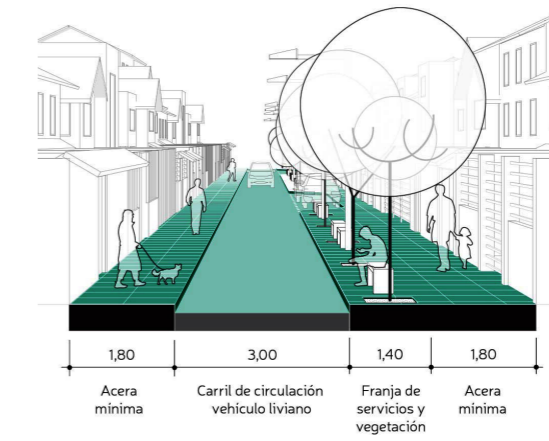 1,80 3,00 1,40 1,80
Acera
mínima
Carril de circulación
vehículo liviano
Franja de
servicios y
vegetación
Acera
mínima